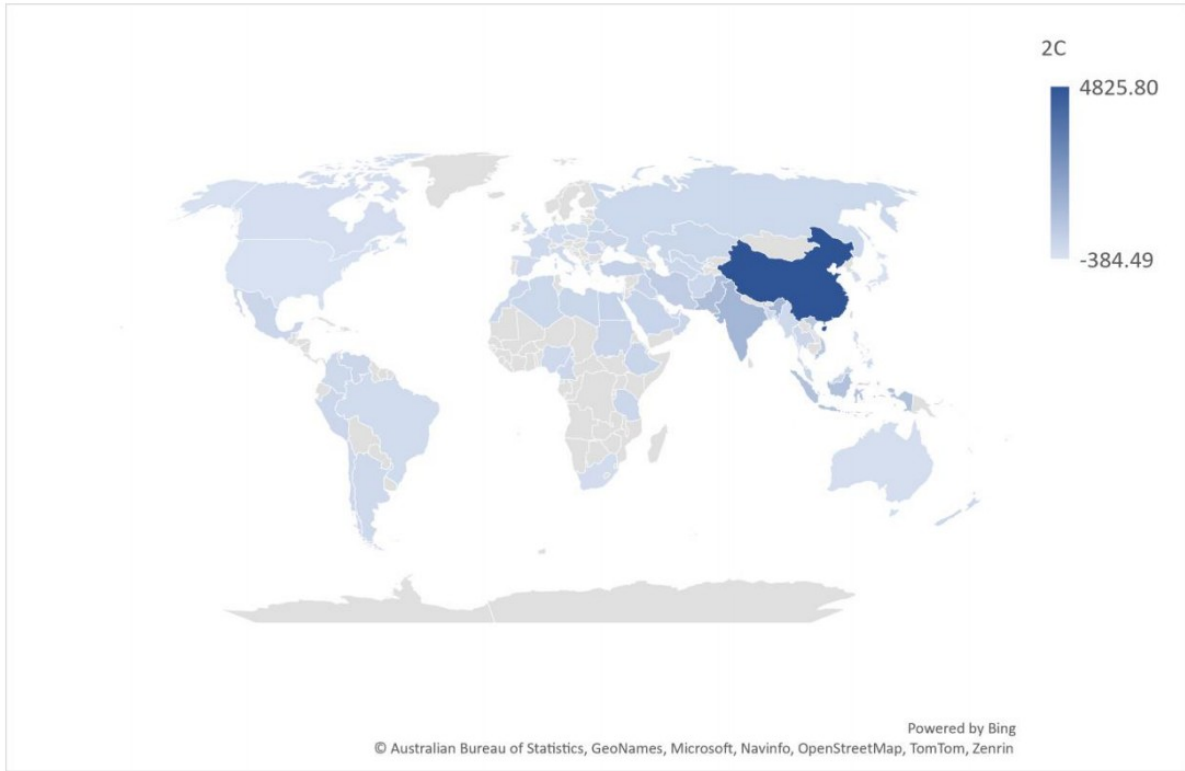 2C
4825.80
-384.49
Powered by Bing
© Australian Bureau of Statistics, GeoNames, Microsoft, Navinfo, OpenStreetMap, TomTom, Zenrin